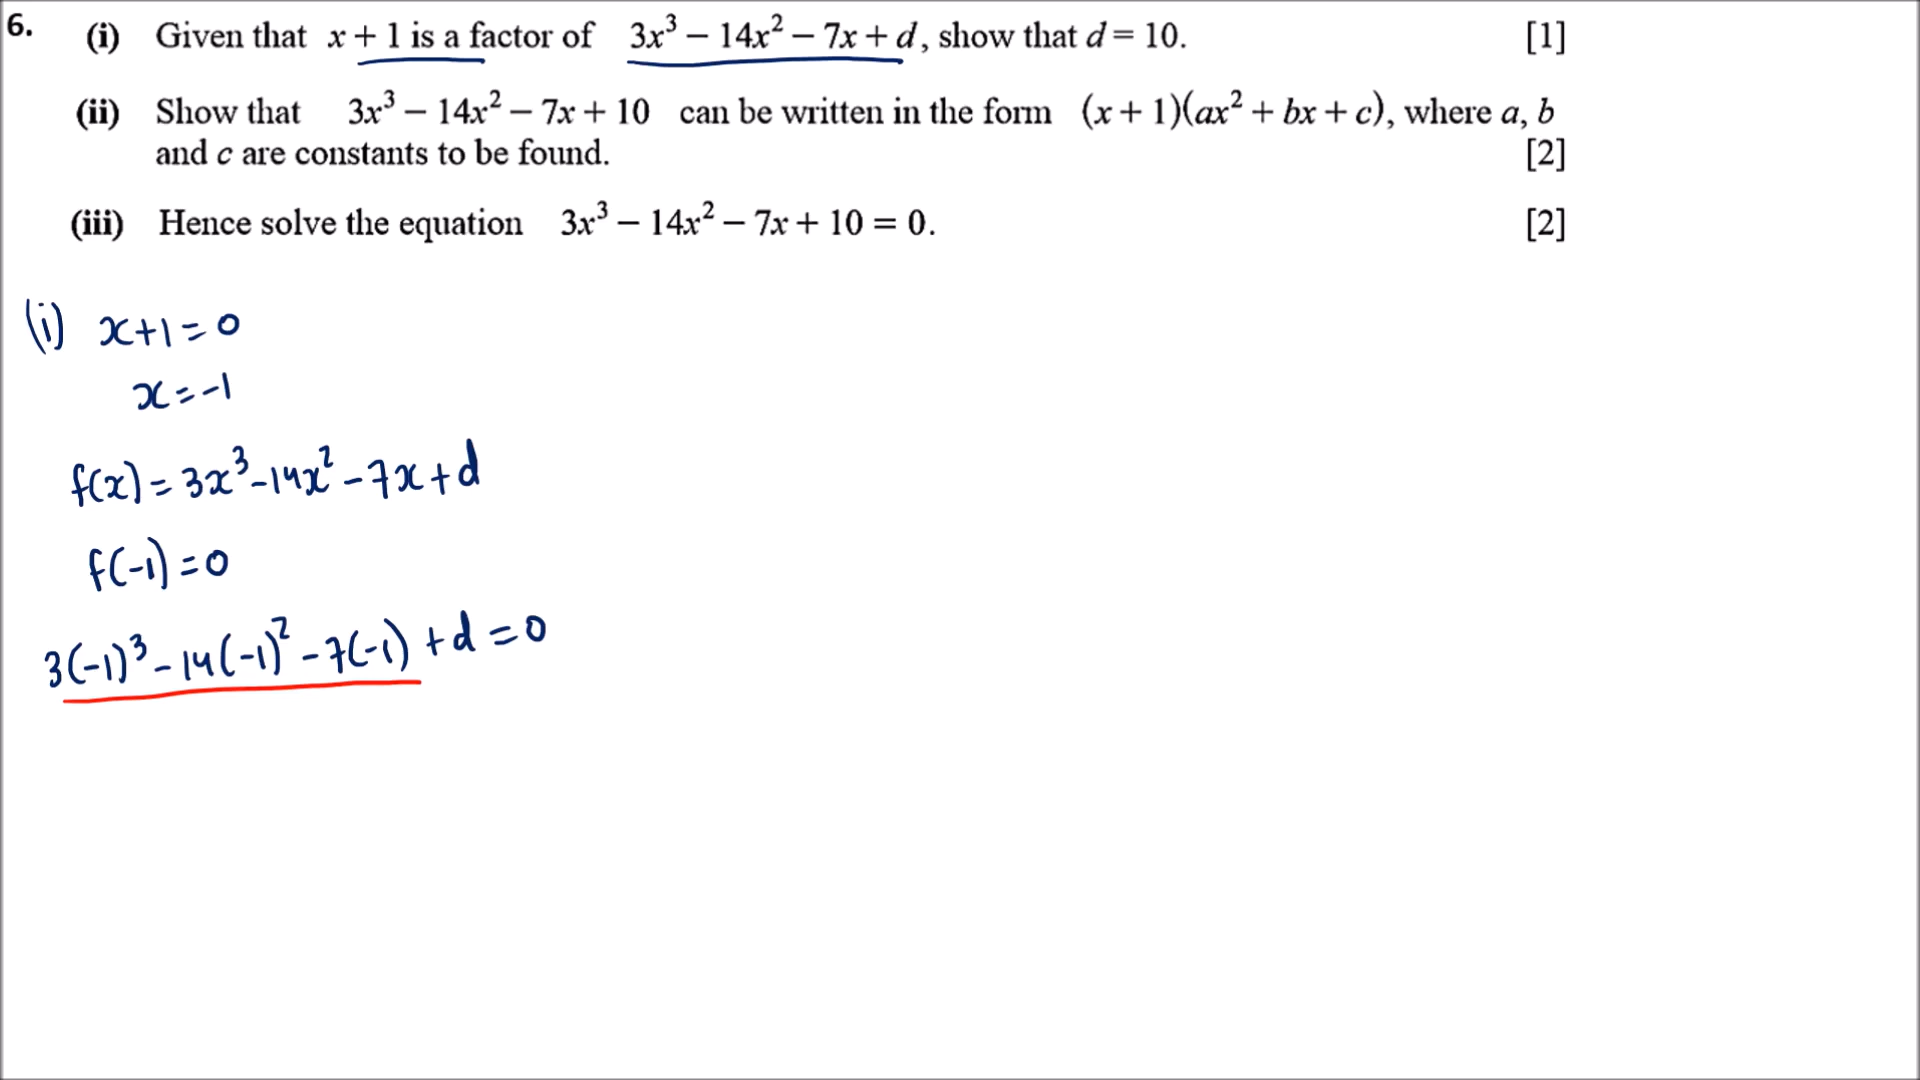 6. (i) Given that x + 1 is a factor of 3x³ − 14x² − 7x + d, show that d = 10. [1]
(ii) Show that 3x³ − 14x² − 7x + 10 can be written in the form (x + 1)(ax² + bx + c), where a, b
and c are constants to be found. [2]
(iii) Hence solve the equation 3x³ − 14x² − 7x + 10 = 0. [2]
(i) x+1=0
x=-1
f(x)=3x³-14x²-7x+d
f(-1)=0
3(-1)³-14(-1)²-7(-1)+d=0